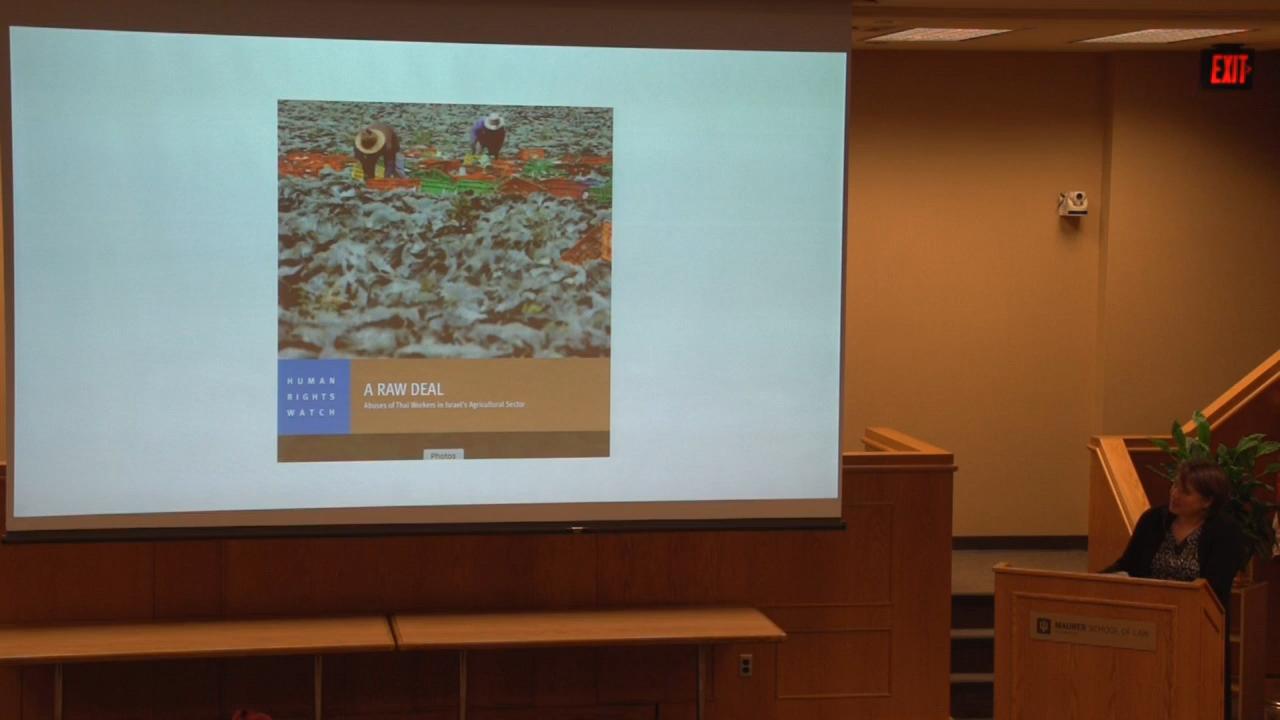 EXIT
HUMAN
RIGHTS
WATCH
A RAW DEAL
Abuses of Thai Workers in Israel's Agricultural Sector
Photos
MAURER SCHOOL OF LAW